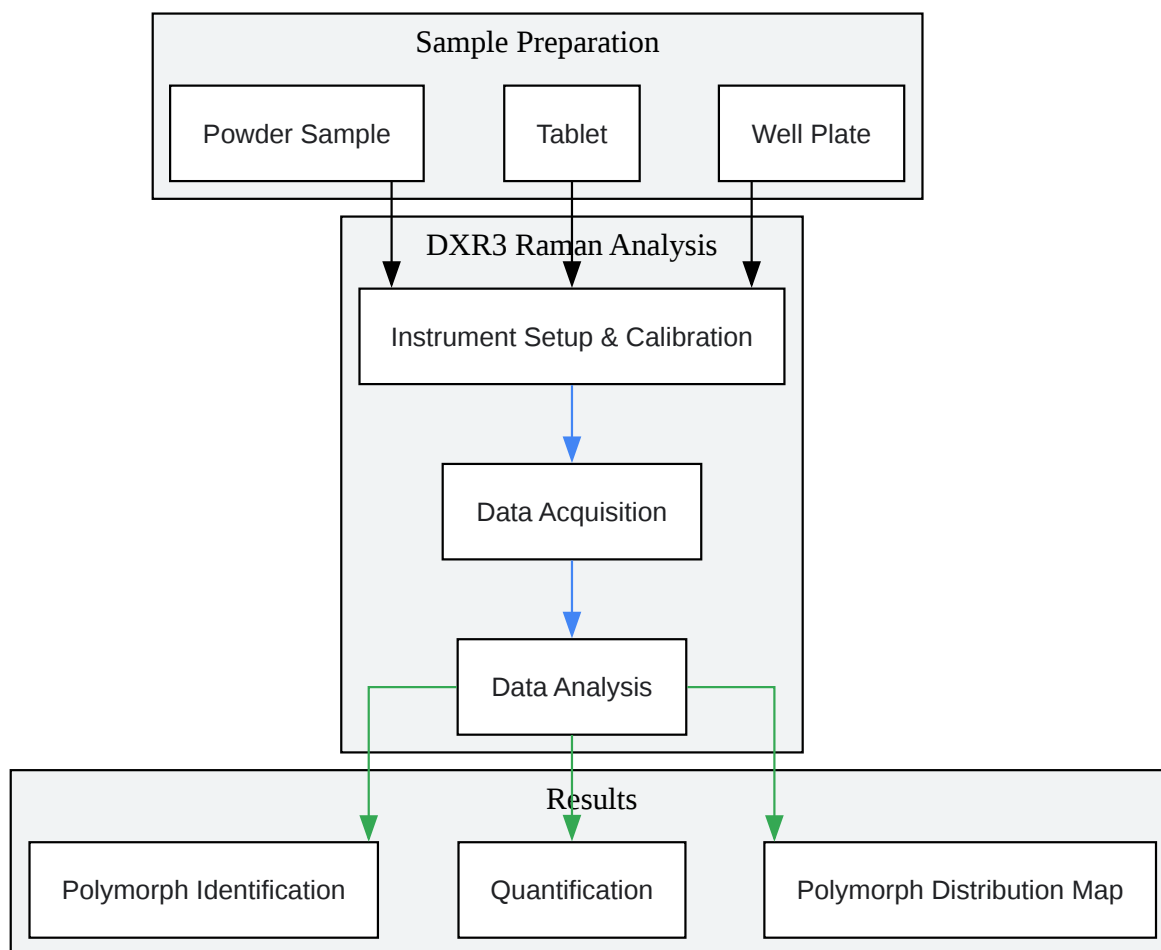 Sample Preparation
Powder Sample
Tablet
Well Plate
DXR3 Raman Analysis
Instrument Setup & Calibration
Data Acquisition
Data Analysis
Results
Polymorph Identification
Quantification
Polymorph Distribution Map